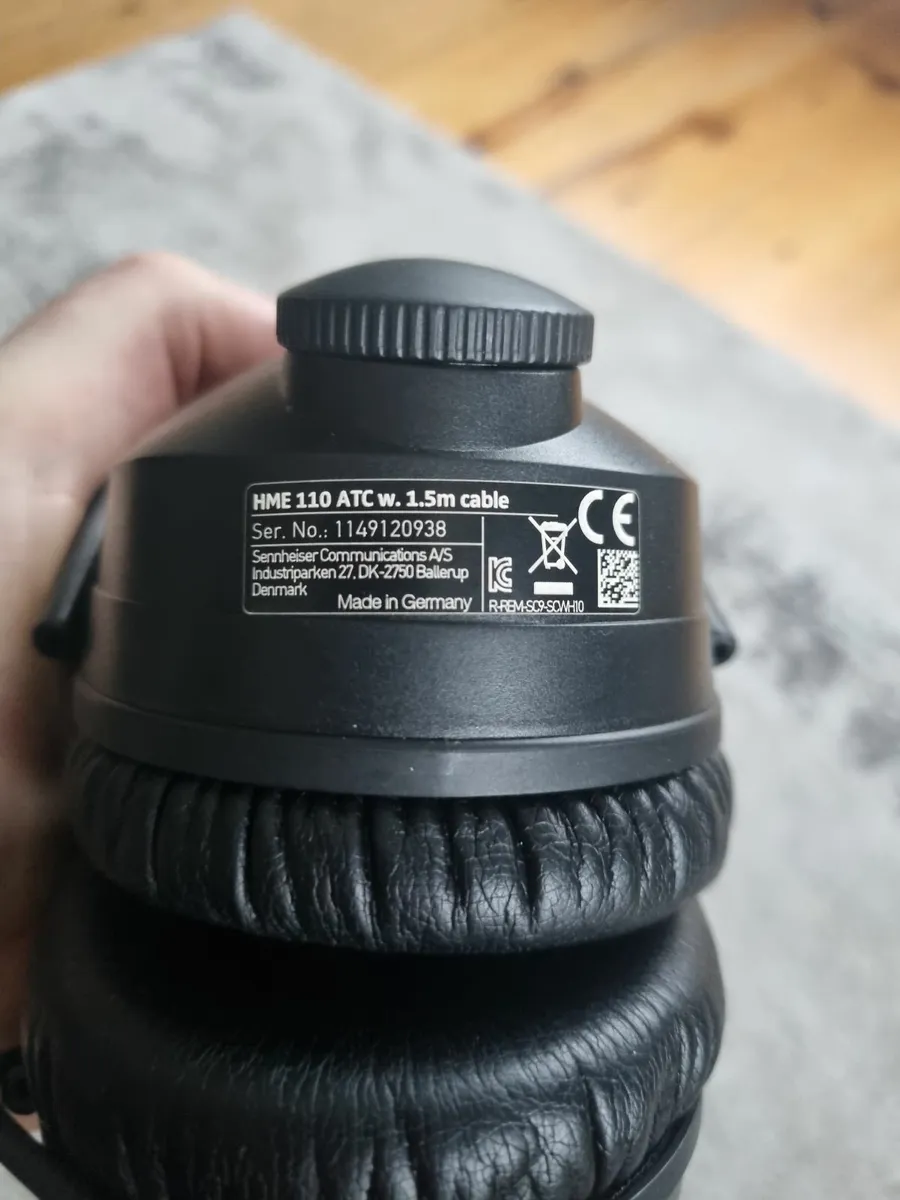 HME 110 ATC w. 1.5m cable
Ser. No.: 1149120938
Sennheiser Communications A/S
Industriparken 27, DK-2750 Ballerup
Denmark
Made in Germany
CE
R-REM-SC9-SCWH10